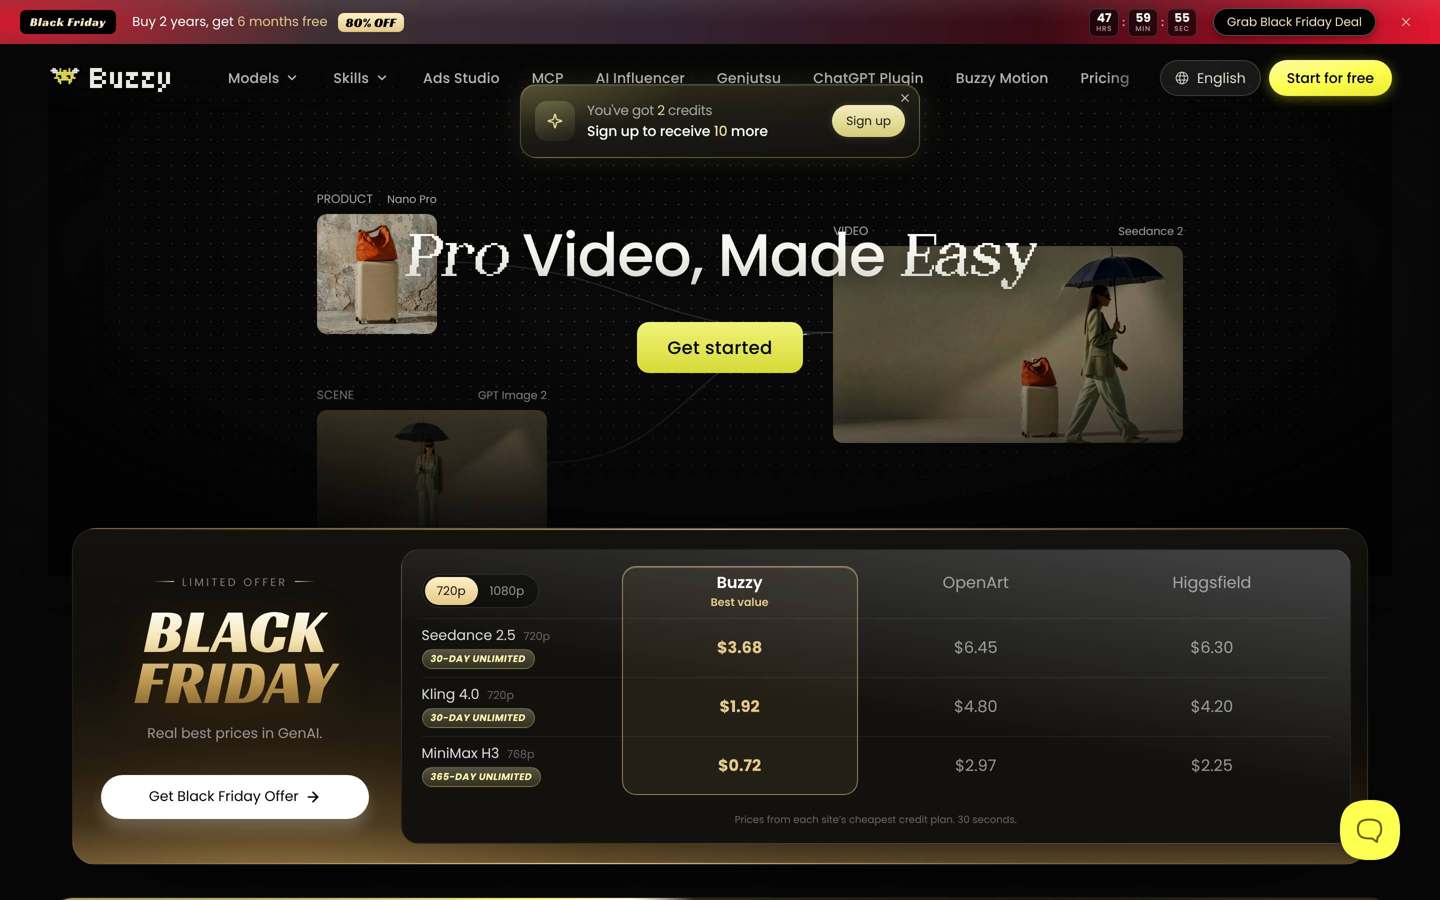 Black Friday
Buy 2 years, get 6 months free
80% OFF
47 : 59 : 55
HRS MIN SEC
Grab Black Friday Deal
Buzzy
Models
Skills
Ads Studio
MCP
AI Influencer
Genjutsu
ChatGPT Plugin
Buzzy Motion
Pricing
English
Start for free
You've got 2 credits
Sign up to receive 10 more
Sign up
PRODUCT Nano Pro
VIDEO Seedance 2
Pro Video, Made Easy
Get started
SCENE GPT Image 2
LIMITED OFFER
BLACK
FRIDAY
Real best prices in GenAI.
Get Black Friday Offer
720p 1080p
Buzzy
Best value
OpenArt
Higgsfield
Seedance 2.5 720p
30-DAY UNLIMITED
$3.68 $6.45 $6.30
Kling 4.0 720p
30-DAY UNLIMITED
$1.92 $4.80 $4.20
MiniMax H3 768p
365-DAY UNLIMITED
$0.72 $2.97 $2.25
Prices from each site's cheapest credit plan. 30 seconds.